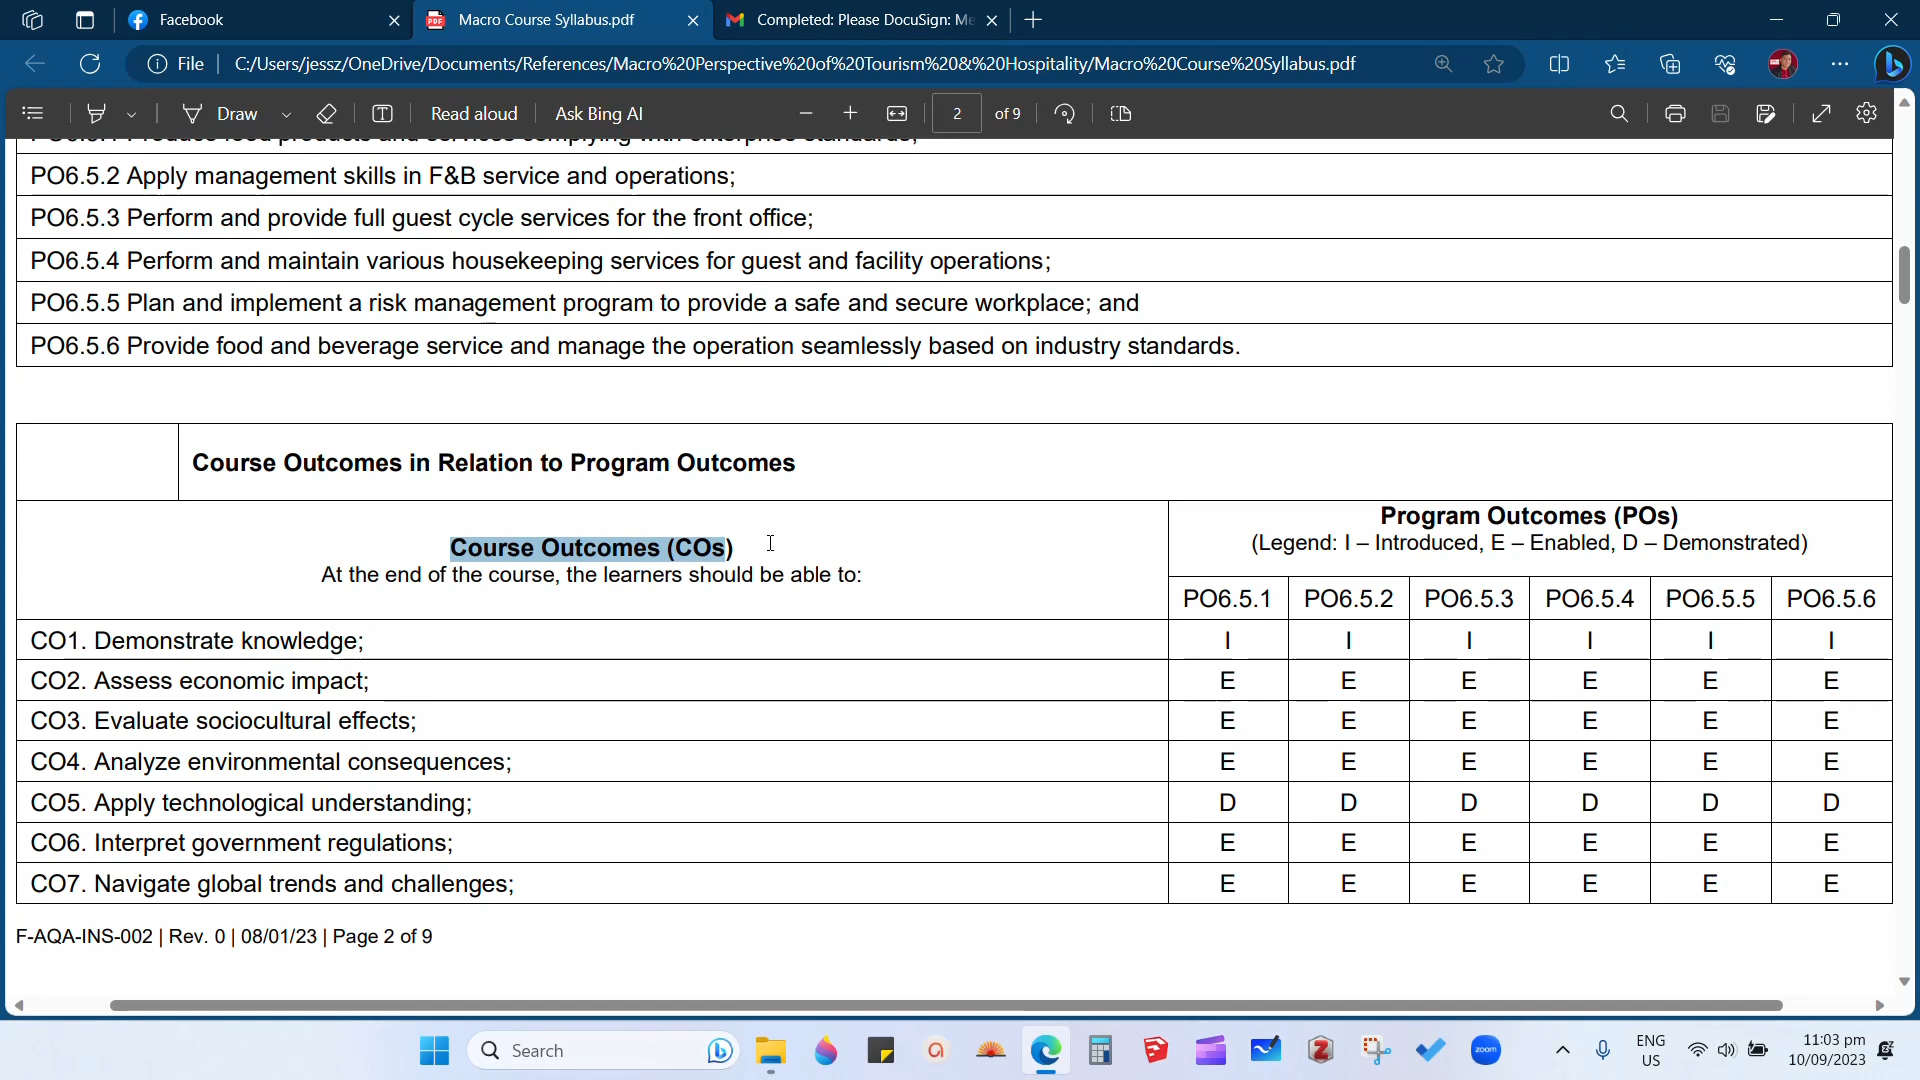 Facebook
Macro Course Syllabus.pdf
Completed: Please DocuSign: Me
File
C:/Users/jessz/OneDrive/Documents/References/Macro%20Perspective%20of%20Tourism%20&%20Hospitality/Macro%20Course%20Syllabus.pdf
Draw
Read aloud
Ask Bing AI
2 of 9
PO6.5.2 Apply management skills in F&B service and operations;
PO6.5.3 Perform and provide full guest cycle services for the front office;
PO6.5.4 Perform and maintain various housekeeping services for guest and facility operations;
PO6.5.5 Plan and implement a risk management program to provide a safe and secure workplace; and
PO6.5.6 Provide food and beverage service and manage the operation seamlessly based on industry standards.
Course Outcomes in Relation to Program Outcomes
Course Outcomes (COs)
At the end of the course, the learners should be able to:
Program Outcomes (POs)
(Legend: I – Introduced, E – Enabled, D – Demonstrated)
PO6.5.1 PO6.5.2 PO6.5.3 PO6.5.4 PO6.5.5 PO6.5.6
CO1. Demonstrate knowledge; I I I I I I
CO2. Assess economic impact; E E E E E E
CO3. Evaluate sociocultural effects; E E E E E E
CO4. Analyze environmental consequences; E E E E E E
CO5. Apply technological understanding; D D D D D D
CO6. Interpret government regulations; E E E E E E
CO7. Navigate global trends and challenges; E E E E E E
F-AQA-INS-002 | Rev. 0 | 08/01/23 | Page 2 of 9
Search
zoom
ENG
US
11:03 pm
10/09/2023